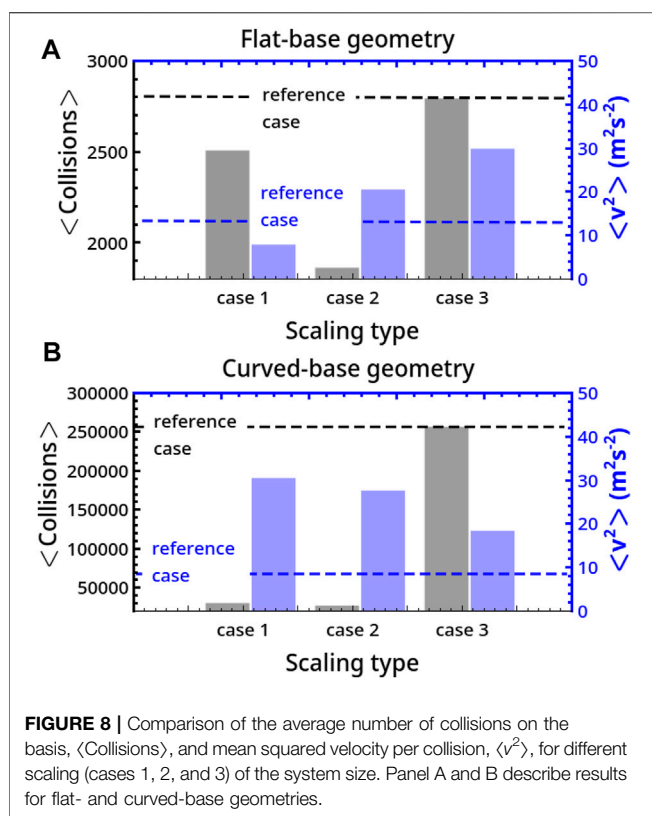 A
Flat-base geometry
3000
2500
2000
<Collisions>
reference
case
reference
case
50
40
30
20
10
0
<v²> (m²s⁻²)
case 1
case 2
case 3
Scaling type
B
Curved-base geometry
300000
250000
200000
150000
100000
50000
<Collisions>
reference
case
reference
case
50
40
30
20
10
0
<v²> (m²s⁻²)
case 1
case 2
case 3
Scaling type
FIGURE 8 | Comparison of the average number of collisions on the
basis, ⟨Collisions⟩, and mean squared velocity per collision, ⟨v²⟩, for different
scaling (cases 1, 2, and 3) of the system size. Panel A and B describe results
for flat- and curved-base geometries.